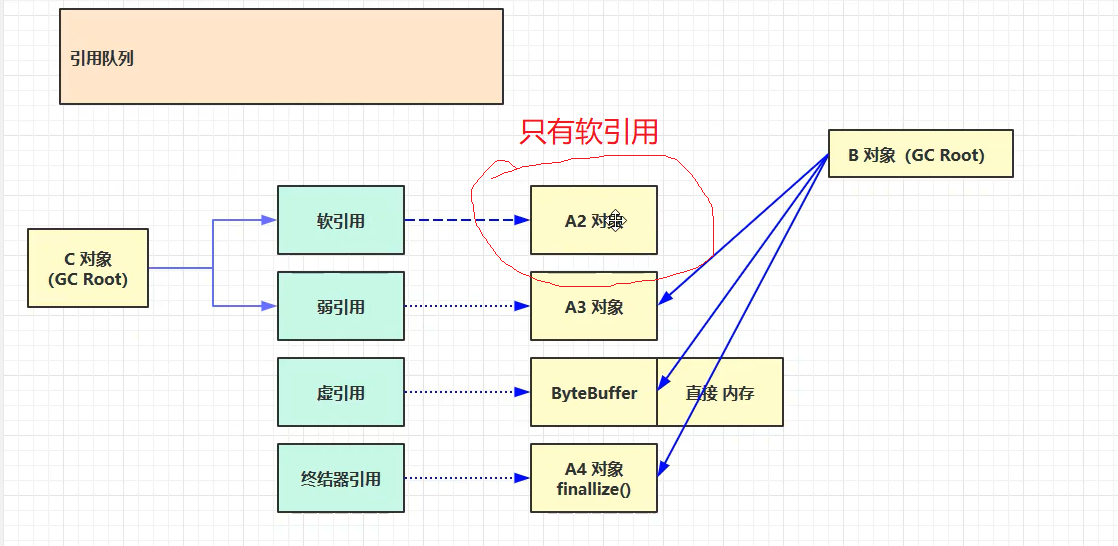 引用队列
只有软引用
B 对象（GC Root）
软引用
A2 对象
C 对象
(GC Root)
弱引用
A3 对象
虚引用
ByteBuffer
直接 内存
终结器引用
A4 对象
finallize()